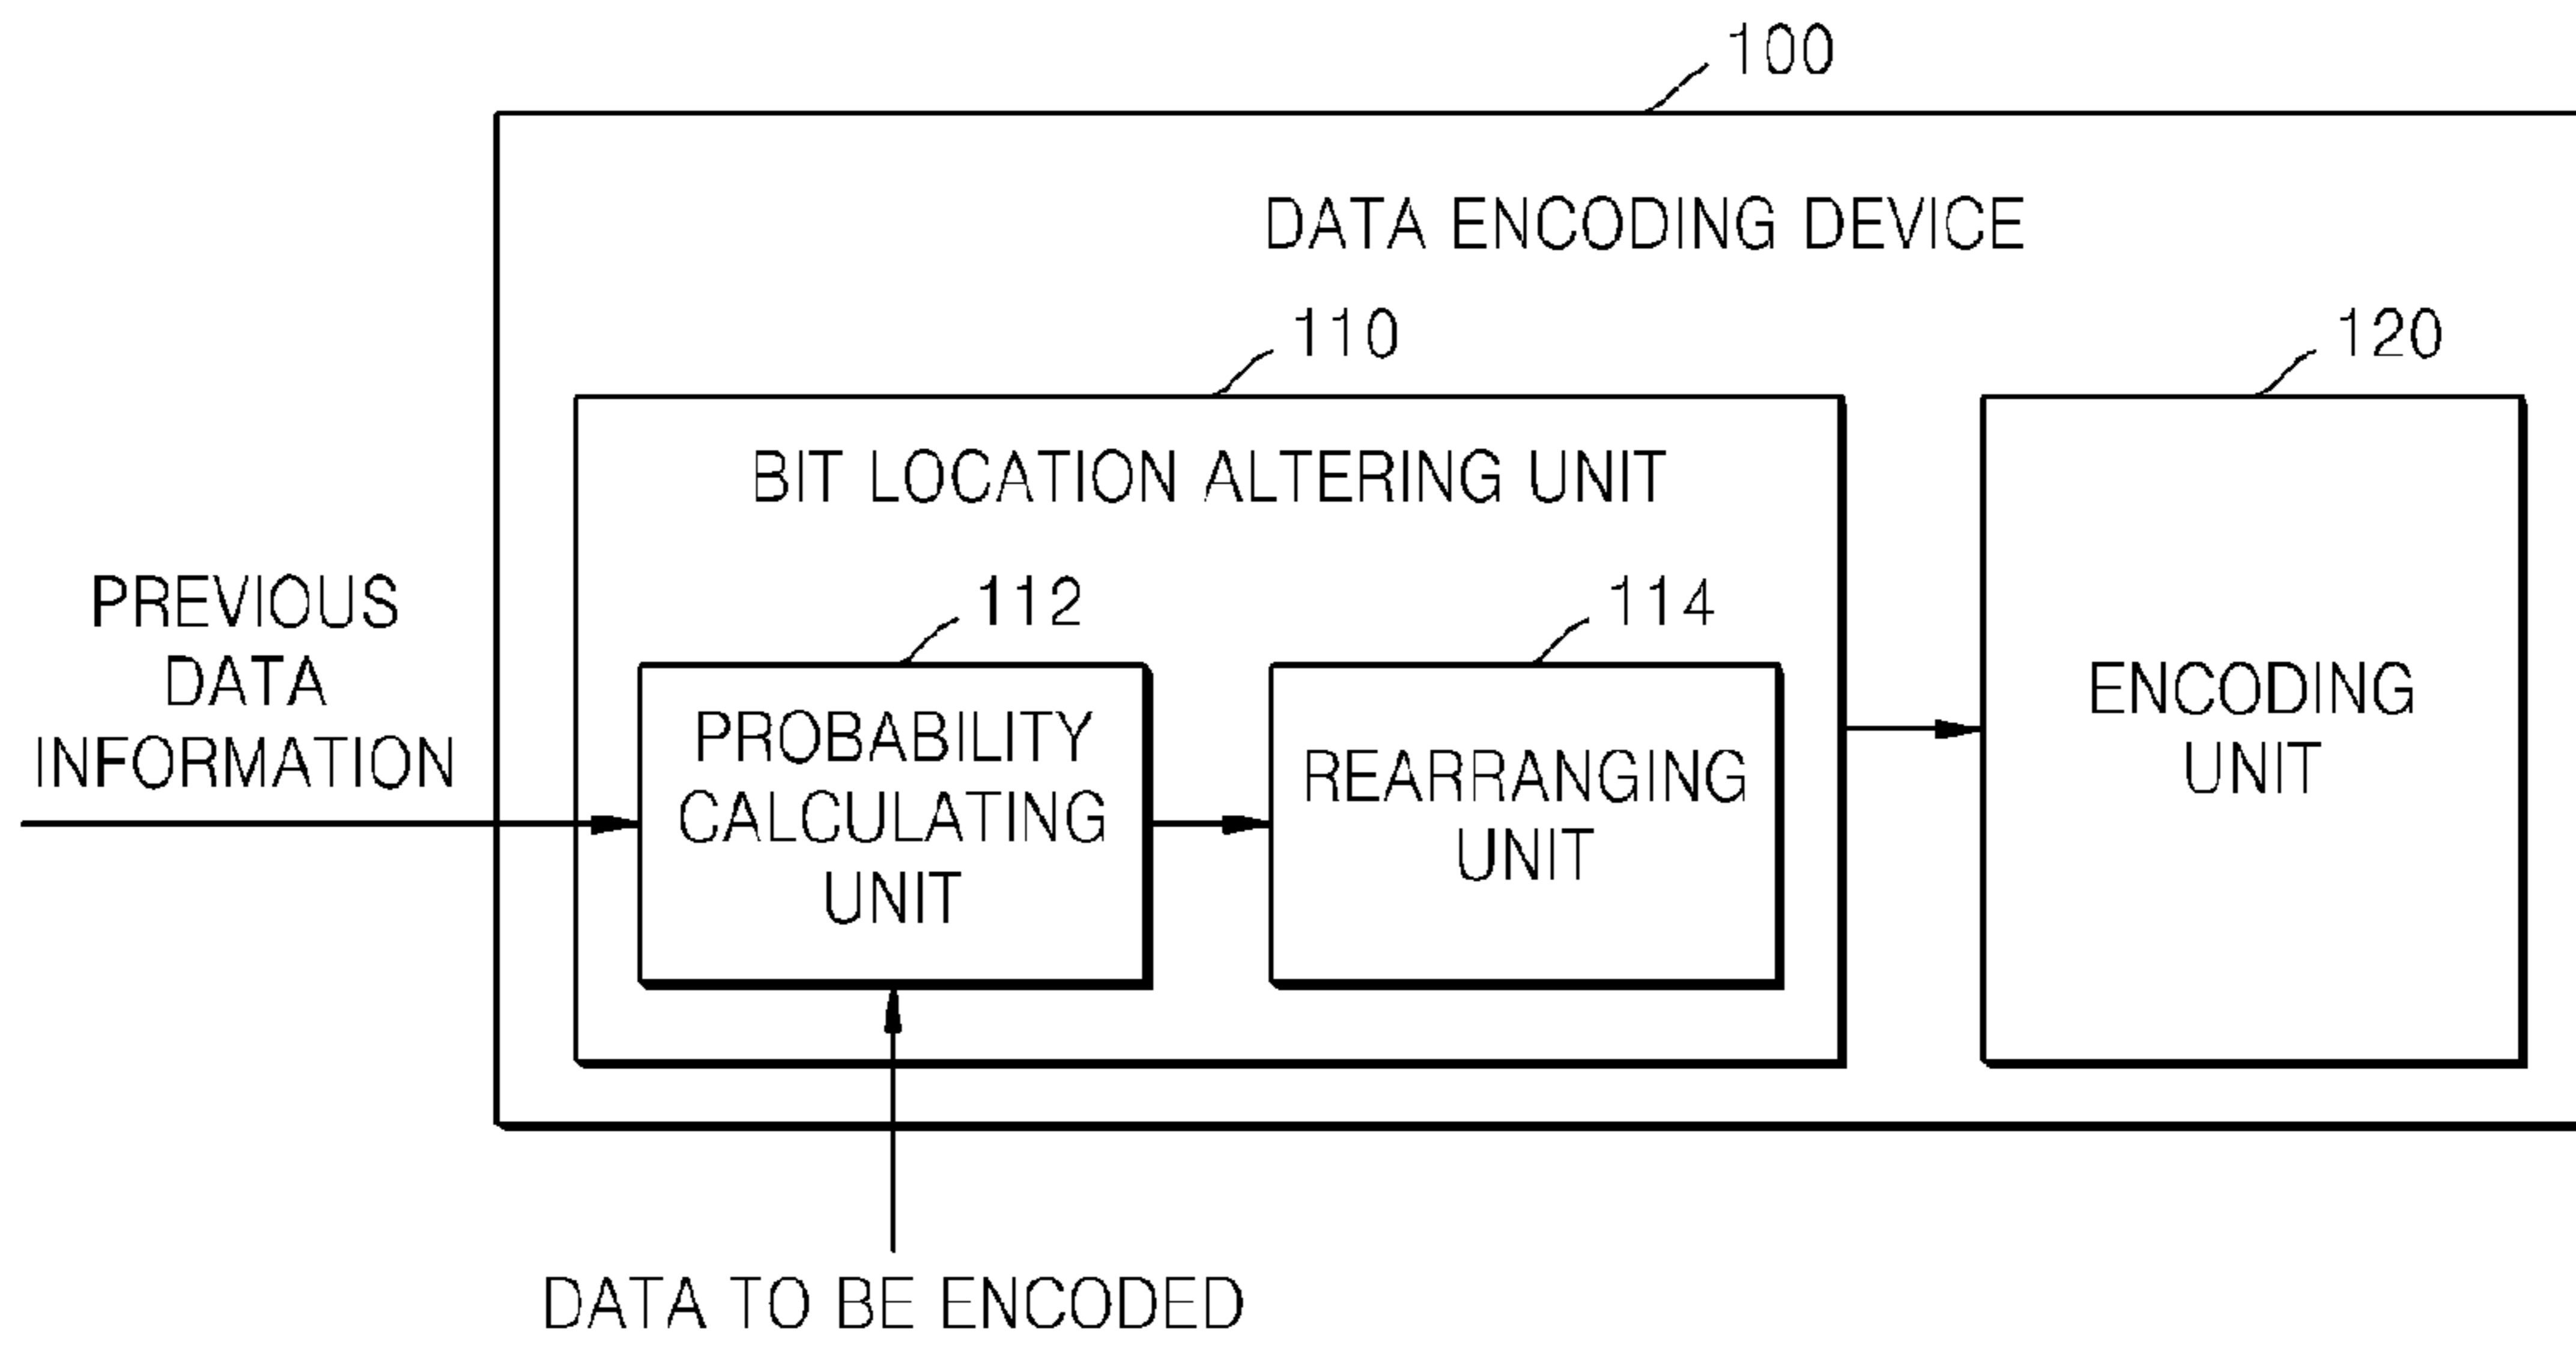 100
DATA ENCODING DEVICE
110
120
BIT LOCATION ALTERING UNIT
PREVIOUS
DATA
INFORMATION
112
114
PROBABILITY
CALCULATING
UNIT
REARRANGING
UNIT
ENCODING
UNIT
DATA TO BE ENCODED